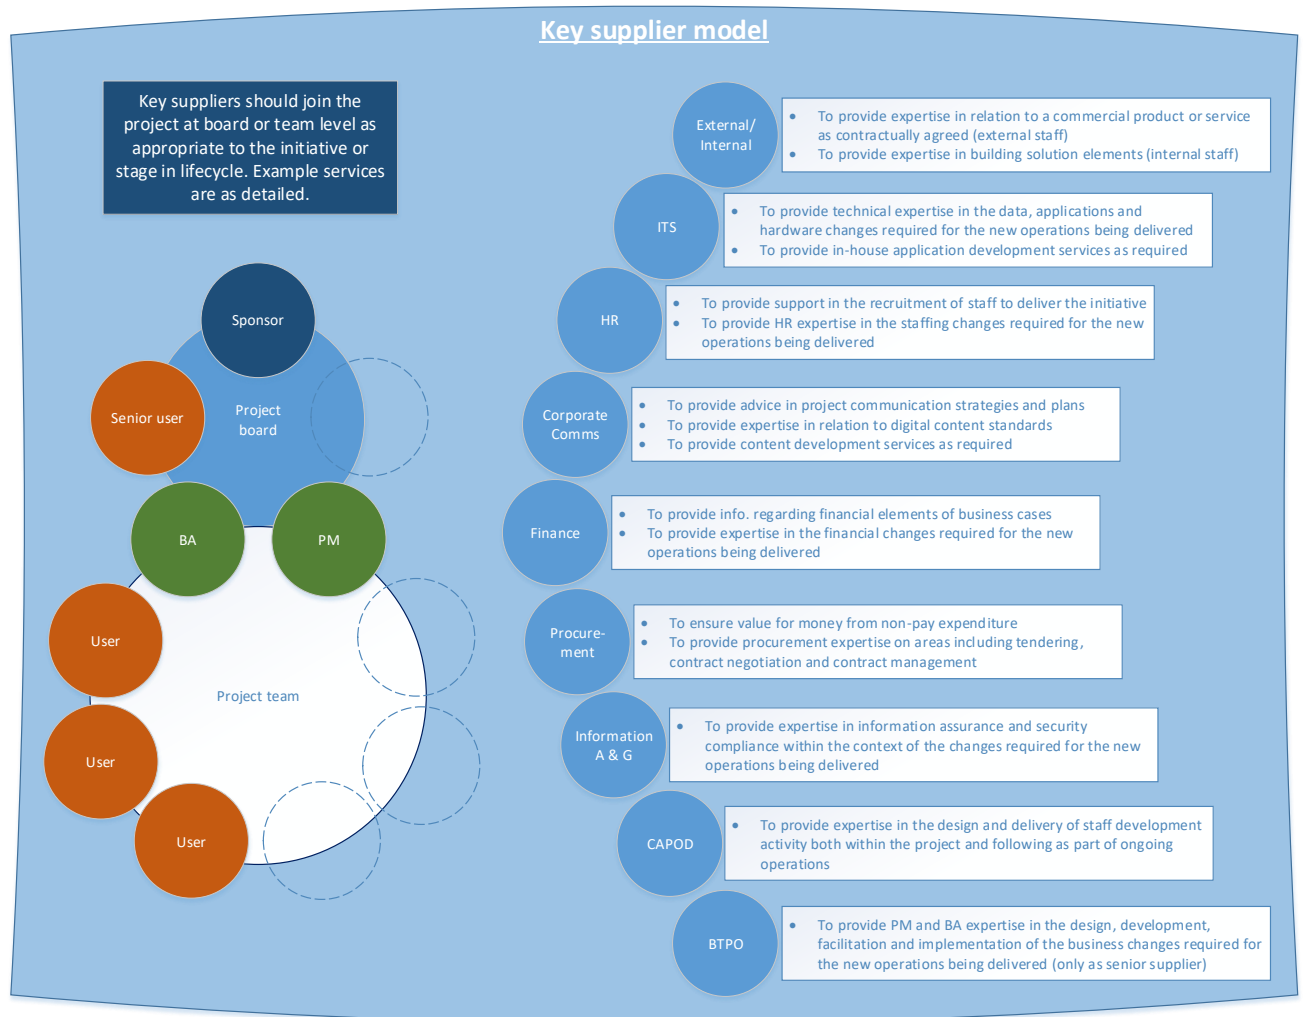 Key supplier model
Key suppliers should join the
project at board or team level as
appropriate to the initiative or
stage in lifecycle. Example services
are as detailed.
Sponsor
Senior user
Project
board
BA
PM
User
Project team
User
User
External/
Internal
• To provide expertise in relation to a commercial product or service
as contractually agreed (external staff)
• To provide expertise in building solution elements (internal staff)
ITS
• To provide technical expertise in the data, applications and
hardware changes required for the new operations being delivered
• To provide in-house application development services as required
HR
• To provide support in the recruitment of staff to deliver the initiative
• To provide HR expertise in the staffing changes required for the new
operations being delivered
Corporate
Comms
• To provide advice in project communication strategies and plans
• To provide expertise in relation to digital content standards
• To provide content development services as required
Finance
• To provide info. regarding financial elements of business cases
• To provide expertise in the financial changes required for the new
operations being delivered
Procure-
ment
• To ensure value for money from non-pay expenditure
• To provide procurement expertise on areas including tendering,
contract negotiation and contract management
Information
A & G
• To provide expertise in information assurance and security
compliance within the context of the changes required for the new
operations being delivered
CAPOD
• To provide expertise in the design and delivery of staff development
activity both within the project and following as part of ongoing
operations
BTPO
• To provide PM and BA expertise in the design, development,
facilitation and implementation of the business changes required for
the new operations being delivered (only as senior supplier)